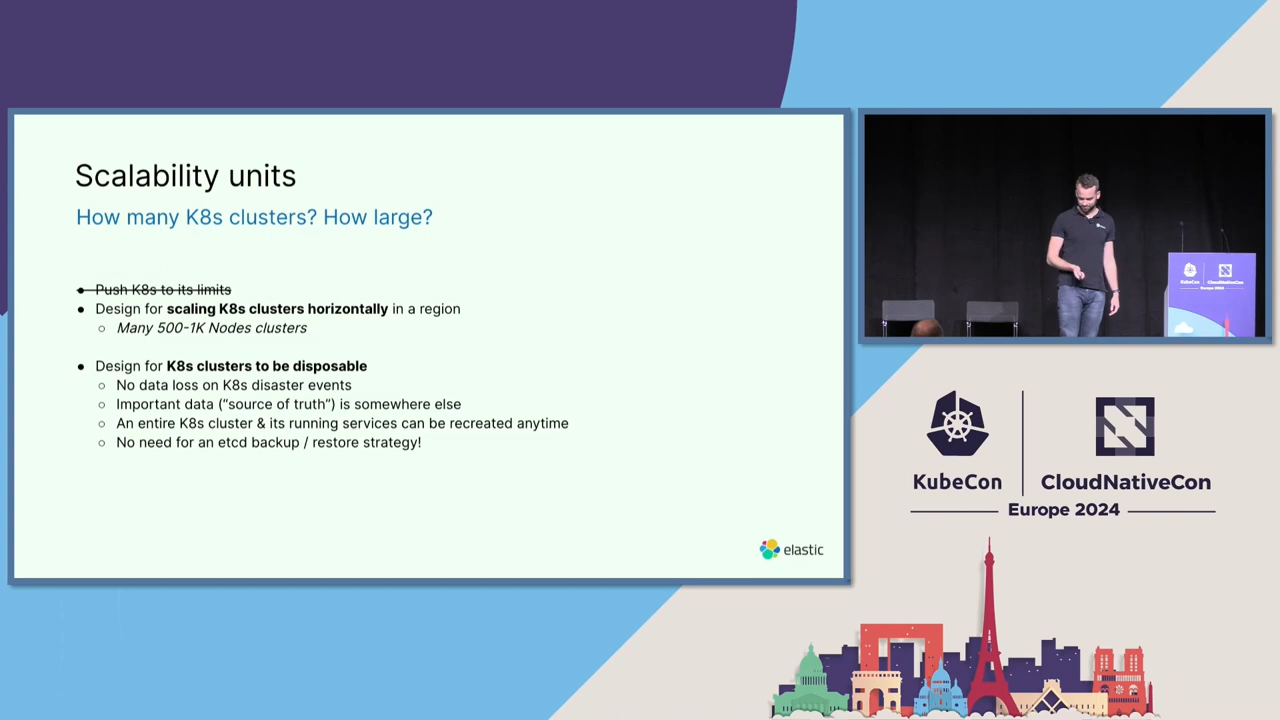 Scalability units
How many K8s clusters? How large?
● Push K8s to its limits
● Design for scaling K8s clusters horizontally in a region
○ Many 500-1K Nodes clusters
● Design for K8s clusters to be disposable
○ No data loss on K8s disaster events
○ Important data (“source of truth”) is somewhere else
○ An entire K8s cluster & its running services can be recreated anytime
○ No need for an etcd backup / restore strategy!
elastic
KubeCon
CloudNativeCon
Europe 2024